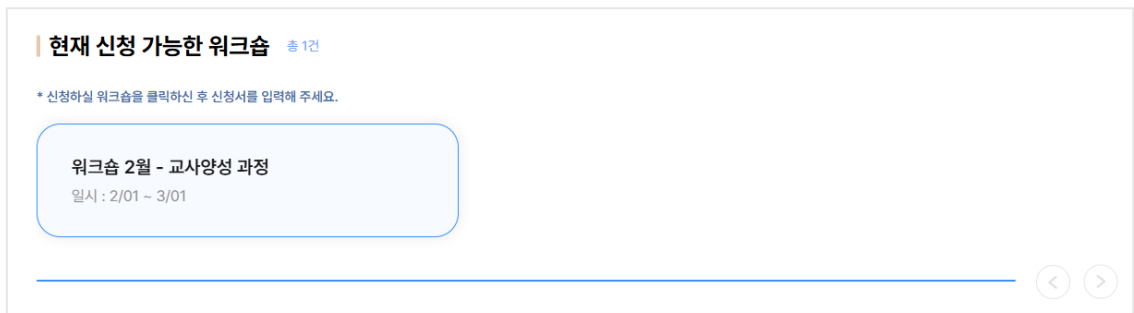 현재 신청 가능한 워크숍 총 1건
* 신청하실 워크숍을 클릭하신 후 신청서를 입력해 주세요.
워크숍 2월 - 교사양성 과정
일시 : 2/01 ~ 3/01